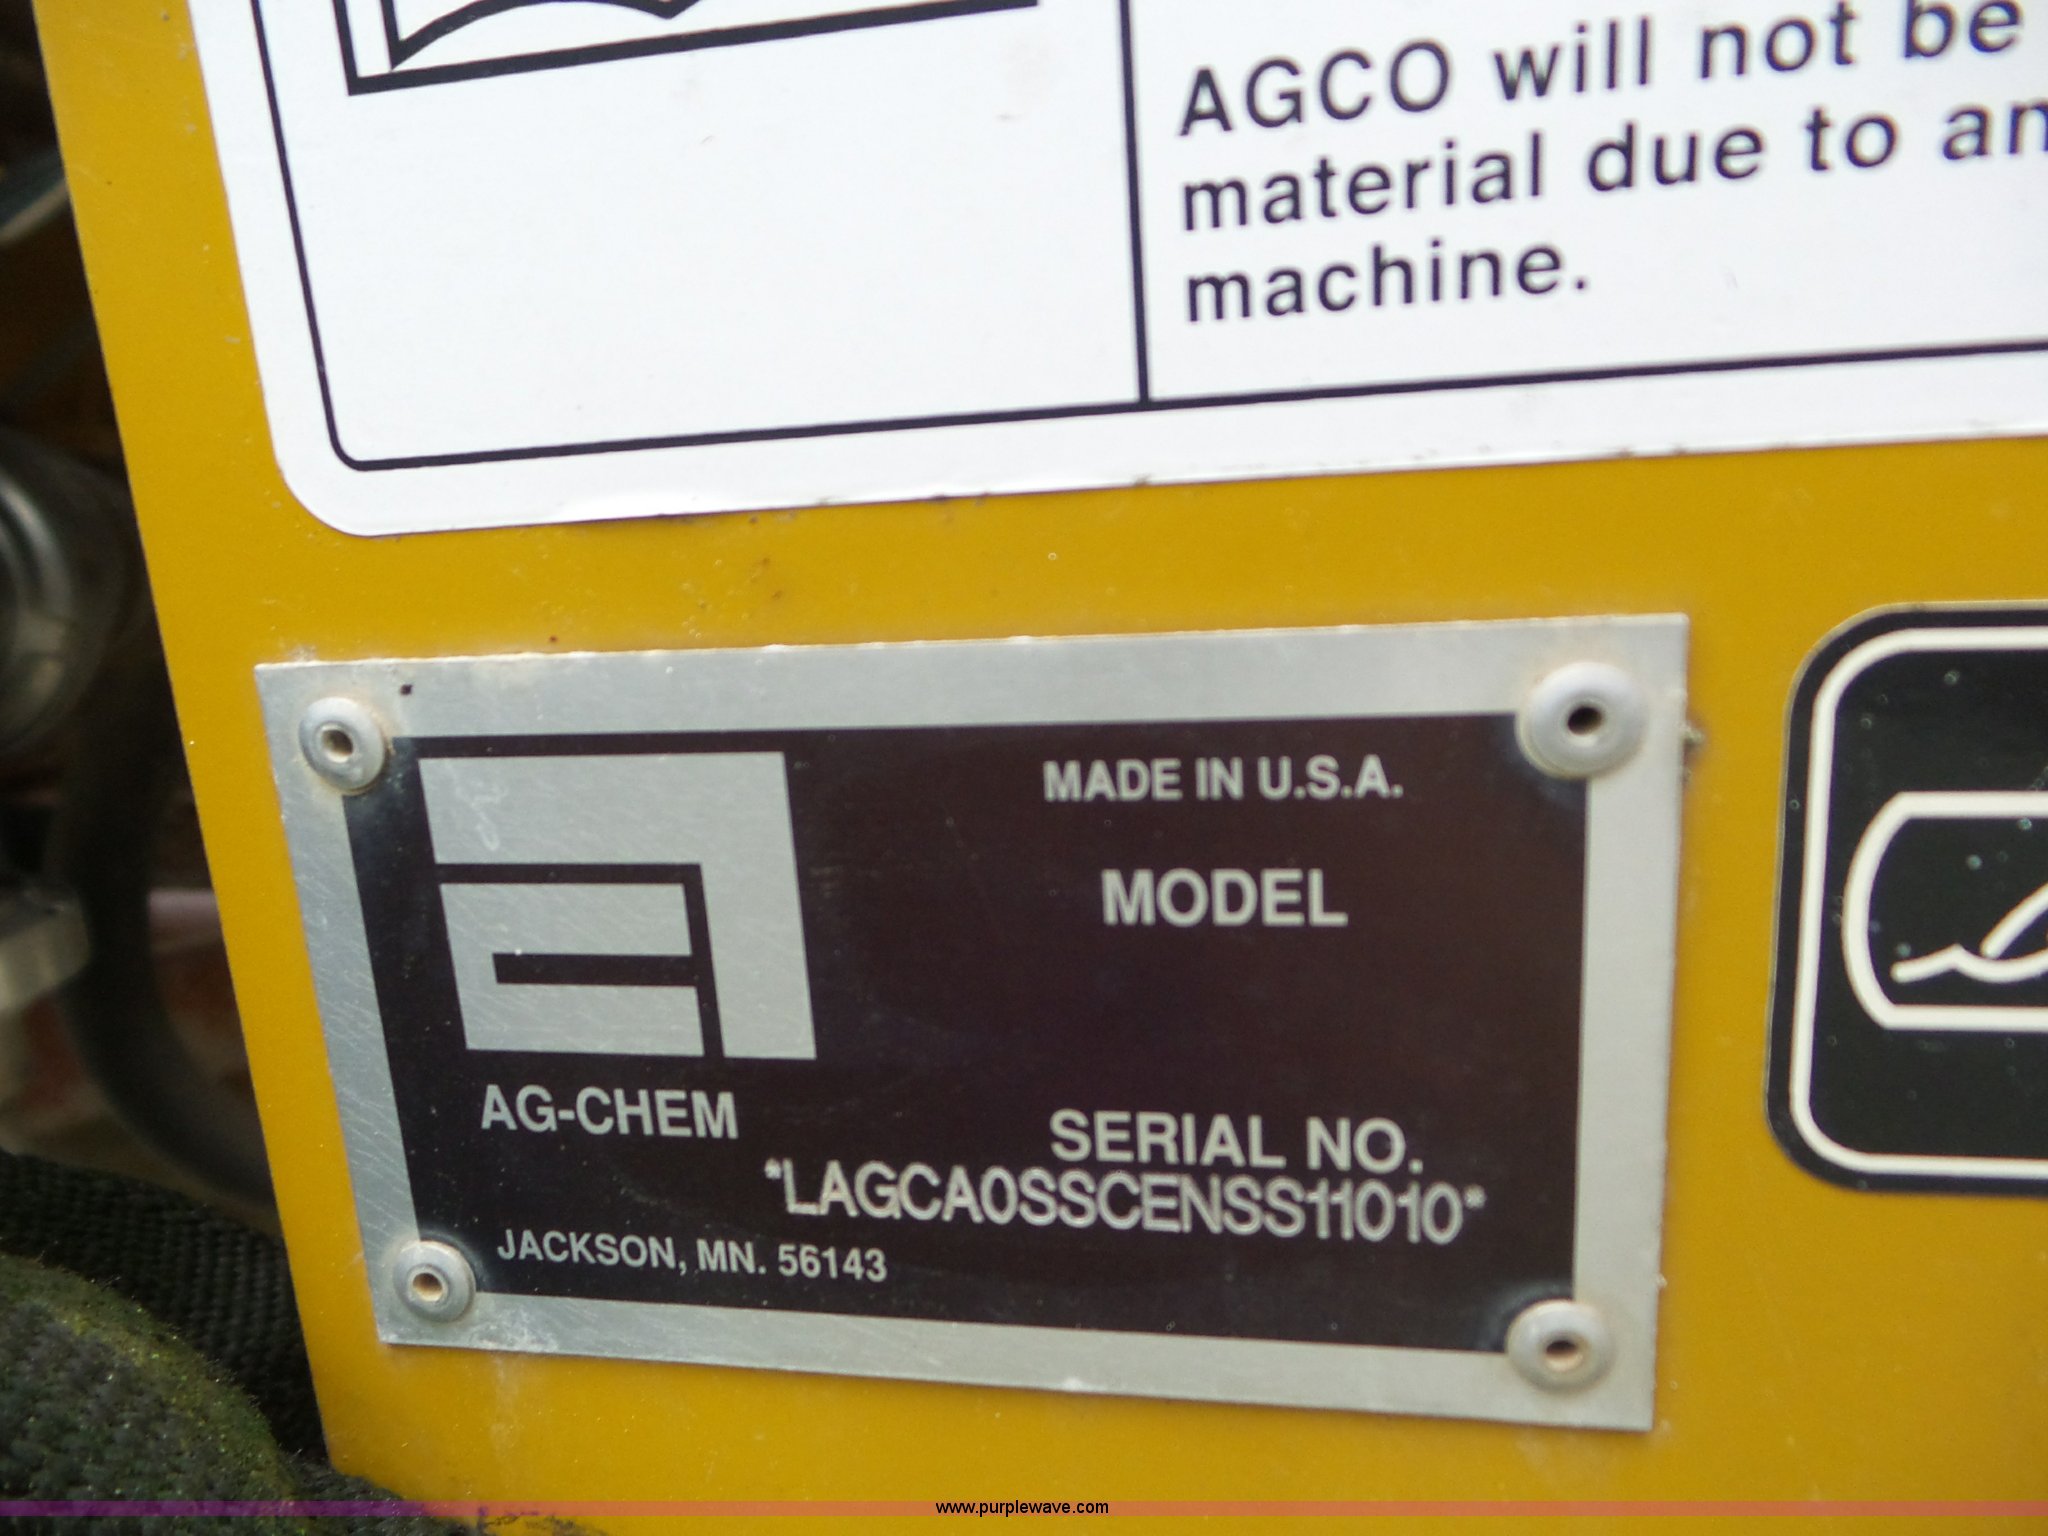 AGCO will not be
material due to an
machine.
MADE IN U.S.A.
MODEL
AG-CHEM
SERIAL NO.
*LAGCA0SSCENSS11010*
JACKSON, MN. 56143
www.purplewave.com